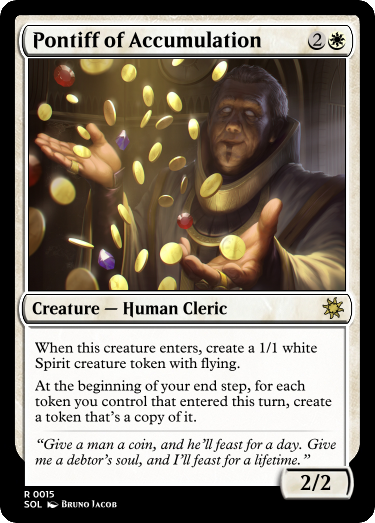 Pontiff of Accumulation 2
Creature — Human Cleric
When this creature enters, create a 1/1 white
Spirit creature token with flying.
At the beginning of your end step, for each
token you control that entered this turn, create
a token that's a copy of it.
“Give a man a coin, and he'll feast for a day. Give
me a debtor's soul, and I'll feast for a lifetime.”
2/2
R 0015
SOL Bruno Jacob